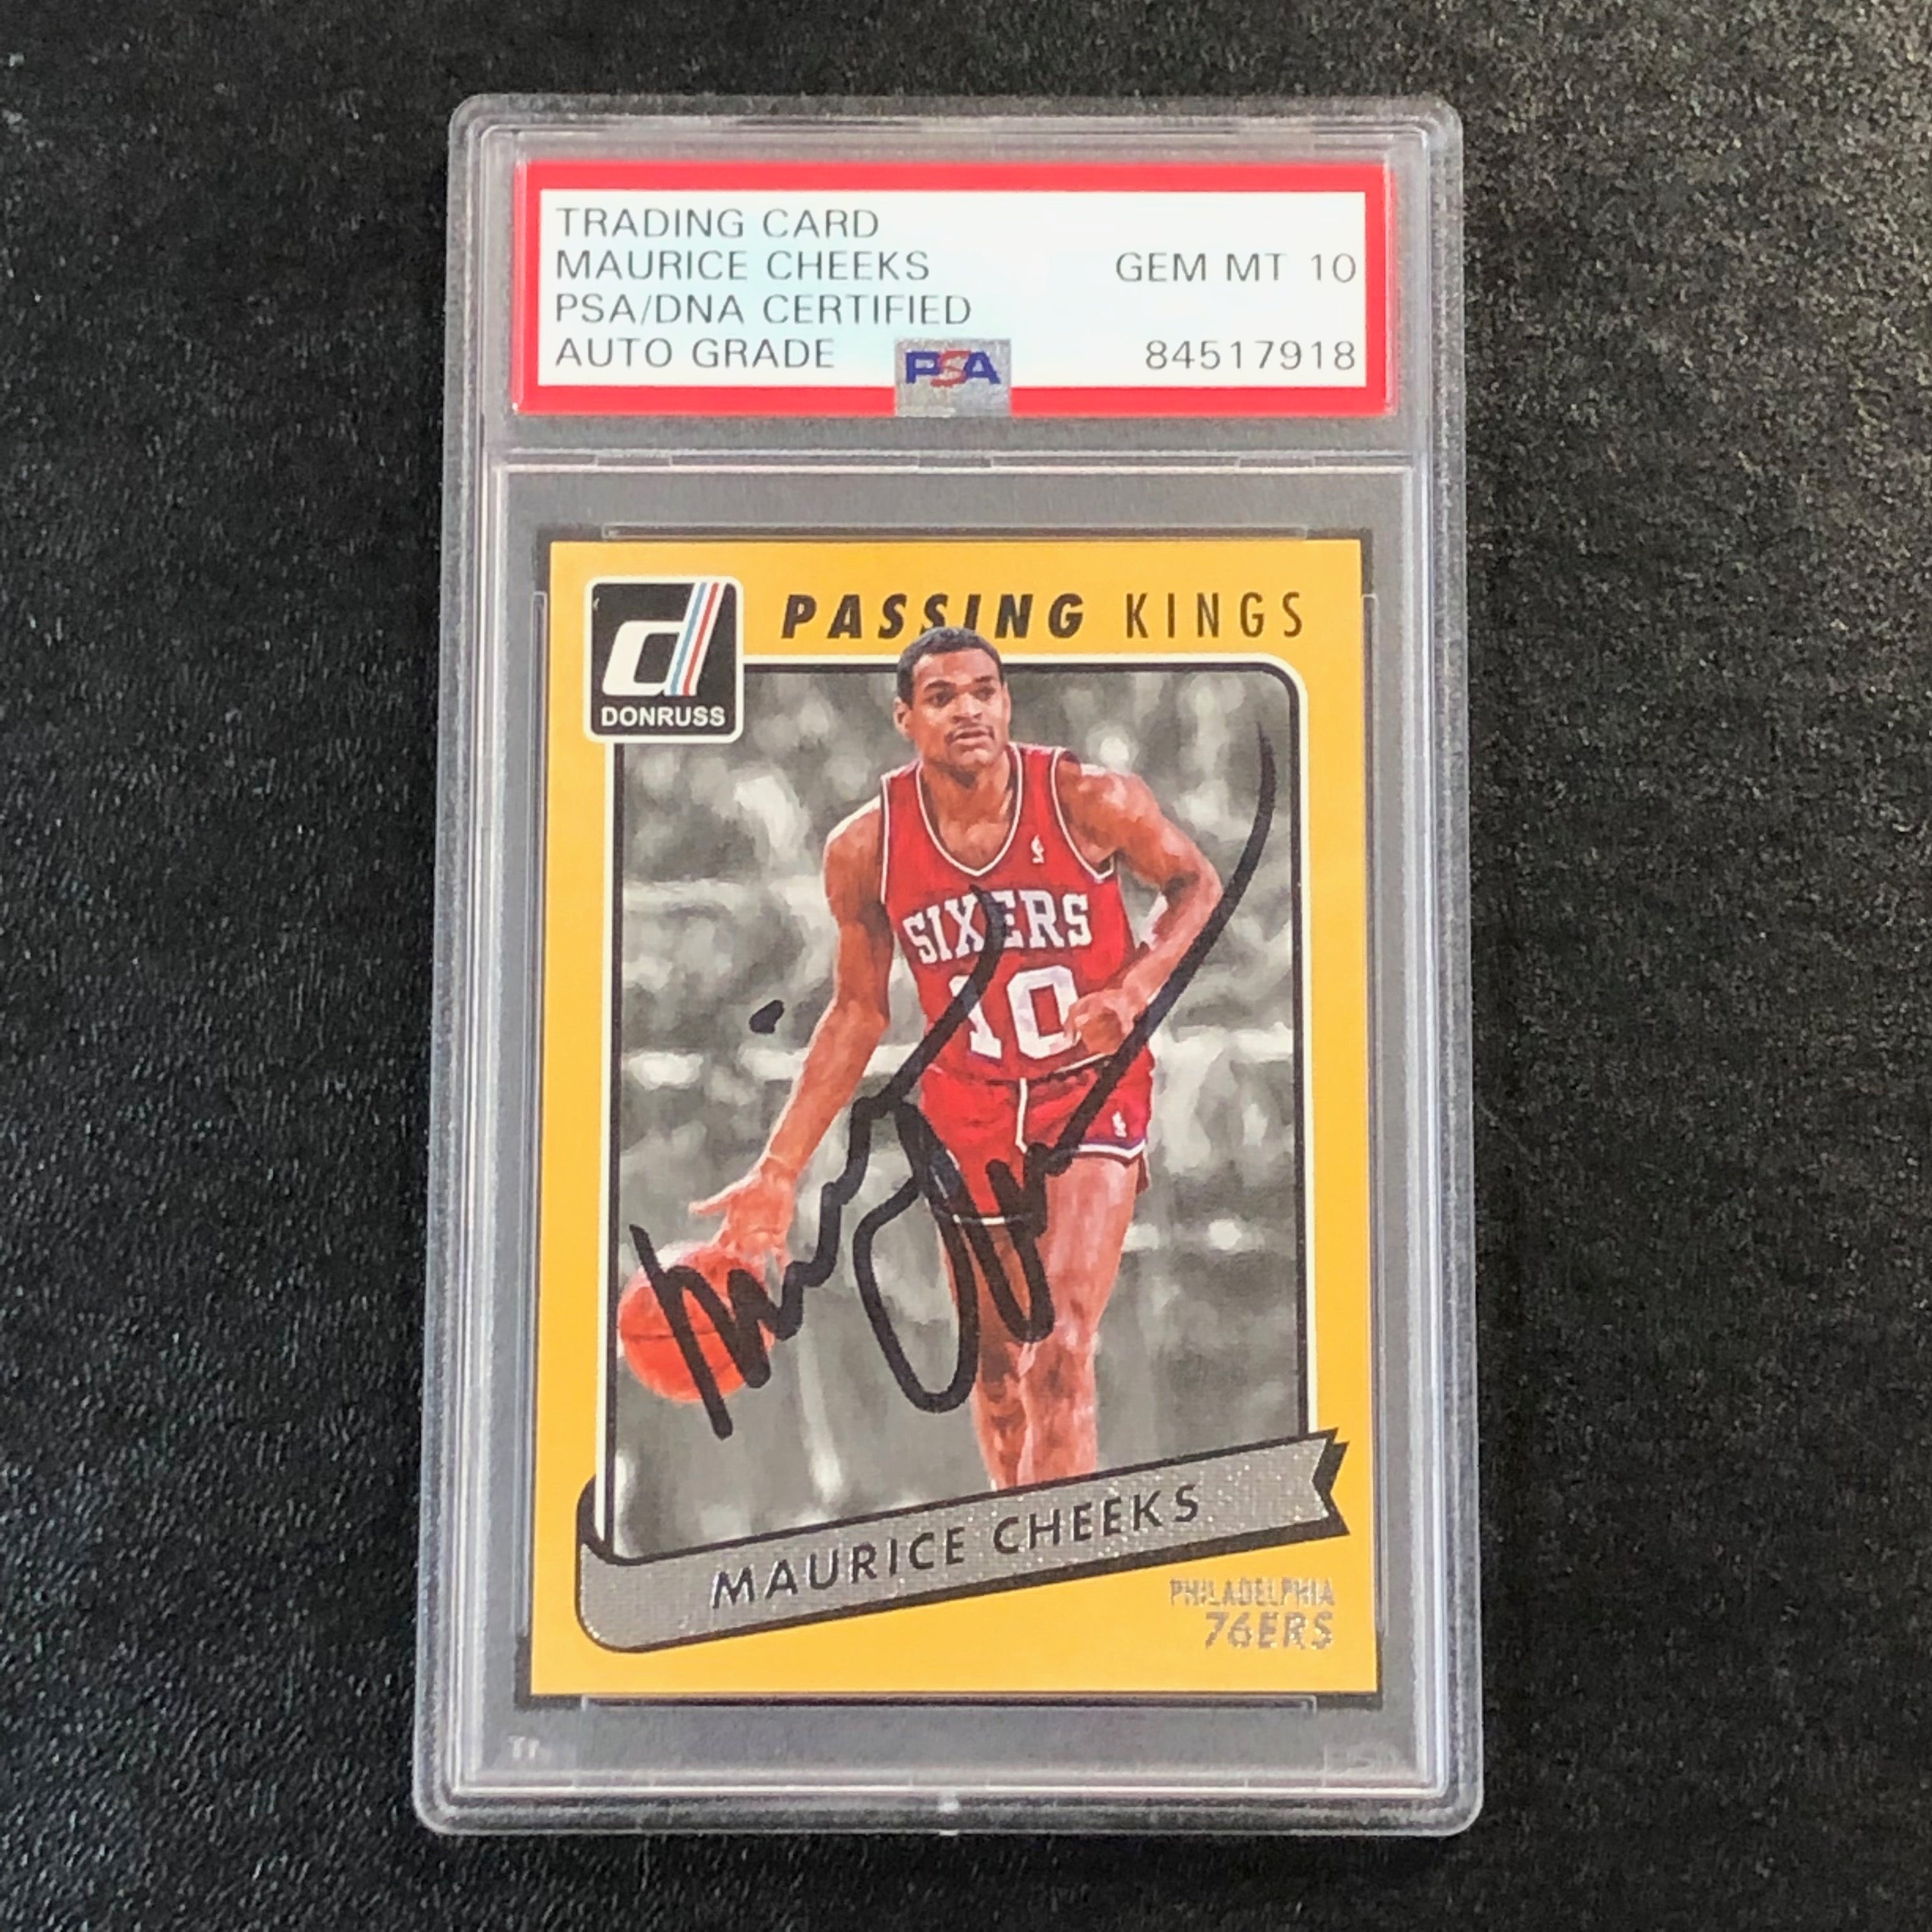 TRADING CARD
MAURICE CHEEKS GEM MT 10
PSA/DNA CERTIFIED
AUTO GRADE PSA 84517918
PASSING KINGS
d
DONRUSS
SIXERS
10
MAURICE CHEEKS
PHILADELPHIA
76ERS